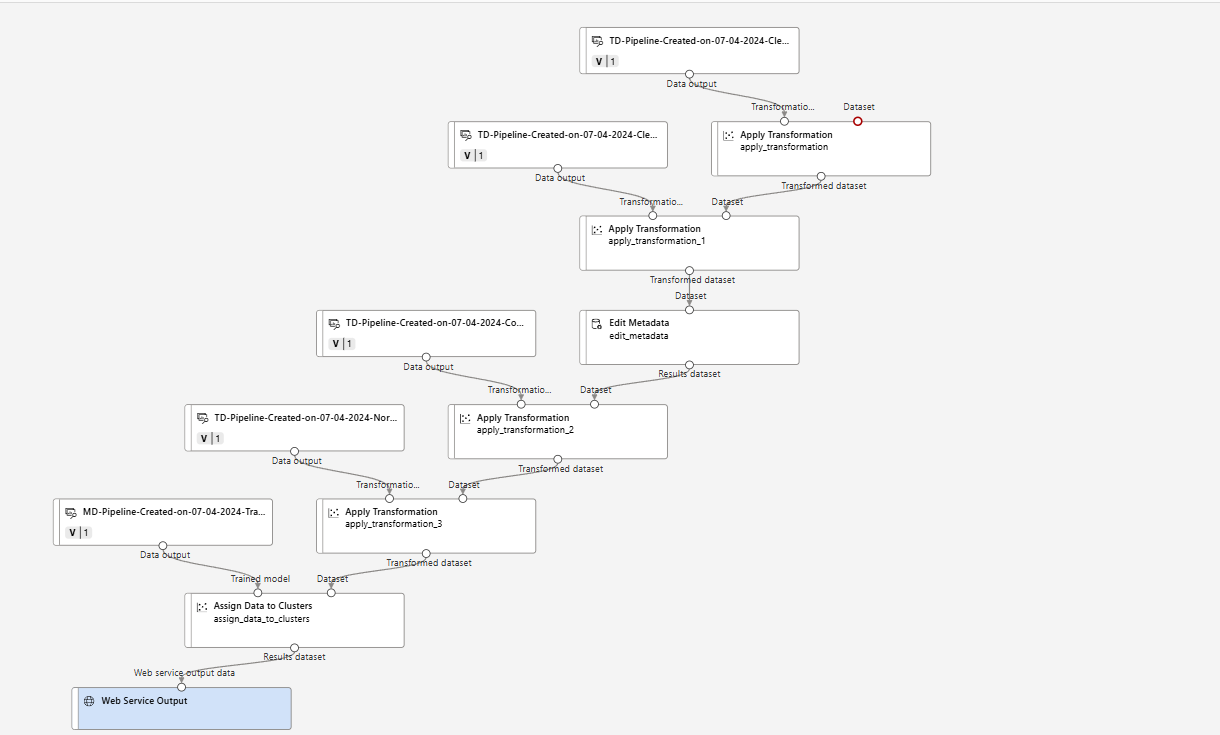 TD-Pipeline-Created-on-07-04-2024-Cle...
V | 1
Data output
Transformatio...
Dataset
TD-Pipeline-Created-on-07-04-2024-Cle...
V | 1
Apply Transformation
apply_transformation
Data output
Transformed dataset
Transformatio...
Dataset
Apply Transformation
apply_transformation_1
Transformed dataset
Dataset
TD-Pipeline-Created-on-07-04-2024-Co...
V | 1
Edit Metadata
edit_metadata
Data output
Results dataset
Transformatio...
Dataset
TD-Pipeline-Created-on-07-04-2024-Nor...
V | 1
Apply Transformation
apply_transformation_2
Data output
Transformed dataset
Transformatio...
Dataset
MD-Pipeline-Created-on-07-04-2024-Tra...
V | 1
Apply Transformation
apply_transformation_3
Data output
Transformed dataset
Trained model
Dataset
Assign Data to Clusters
assign_data_to_clusters
Results dataset
Web service output data
Web Service Output